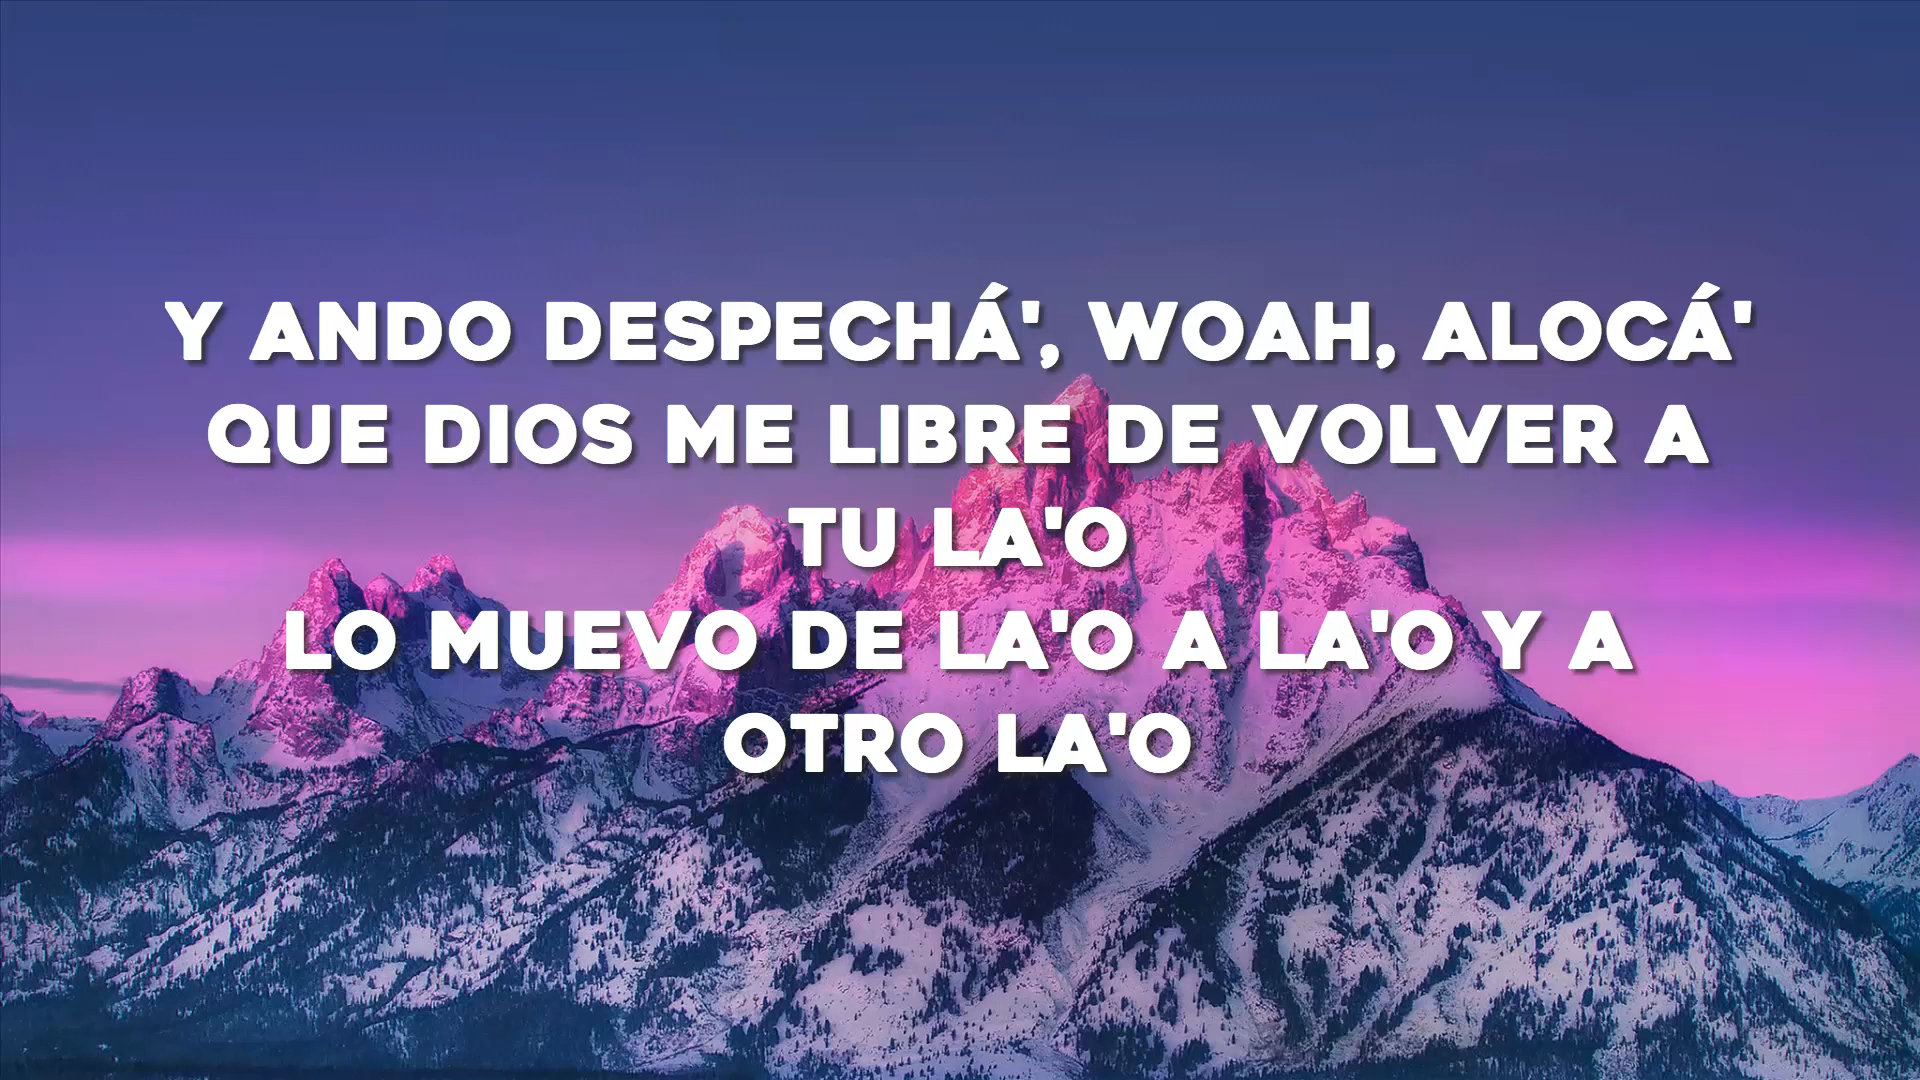 Y ANDO DESPECHÁ', WOAH, ALOCÁ'
QUE DIOS ME LIBRE DE VOLVER A
TU LA'O
LO MUEVO DE LA'O A LA'O Y A
OTRO LA'O